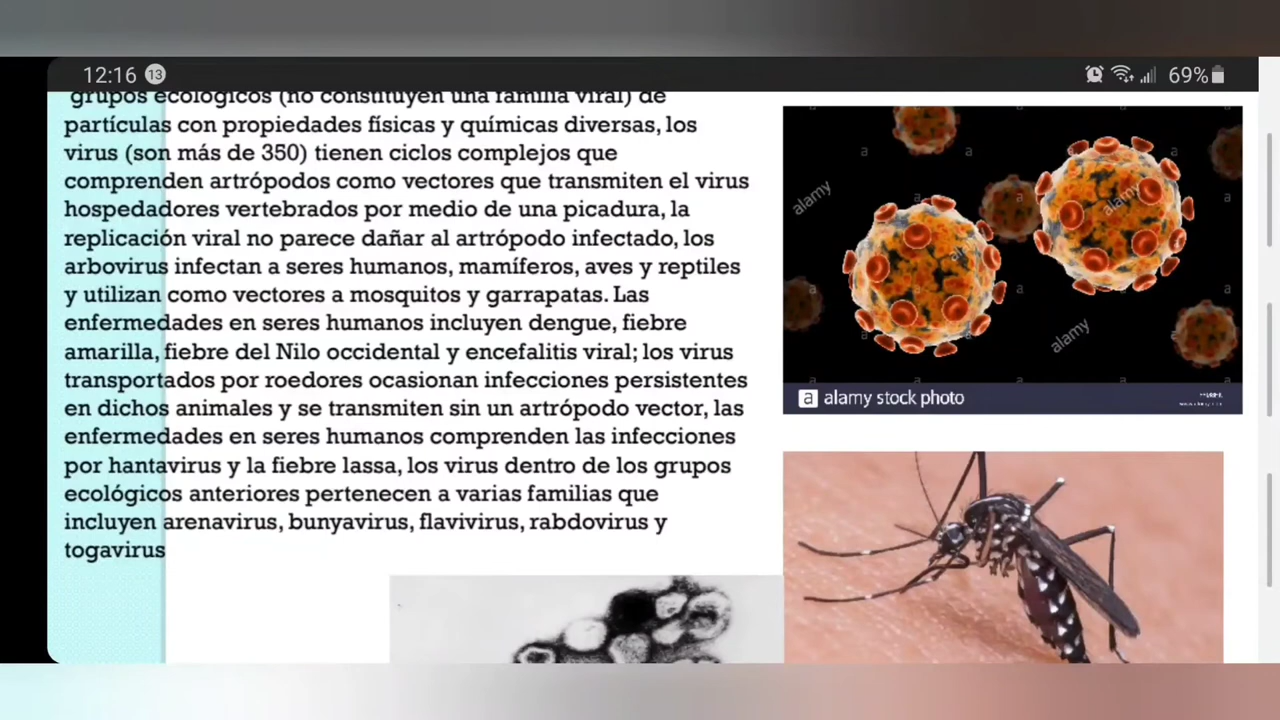 12:16 13
69%
grupos ecológicos (no constituyen una familia viral) de
partículas con propiedades físicas y químicas diversas, los
virus (son más de 350) tienen ciclos complejos que
comprenden artrópodos como vectores que transmiten el virus
hospedadores vertebrados por medio de una picadura, la
replicación viral no parece dañar al artrópodo infectado, los
arbovirus infectan a seres humanos, mamíferos, aves y reptiles
y utilizan como vectores a mosquitos y garrapatas. Las
enfermedades en seres humanos incluyen dengue, fiebre
amarilla, fiebre del Nilo occidental y encefalitis viral; los virus
transportados por roedores ocasionan infecciones persistentes
en dichos animales y se transmiten sin un artrópodo vector, las
enfermedades en seres humanos comprenden las infecciones
por hantavirus y la fiebre lassa, los virus dentro de los grupos
ecológicos anteriores pertenecen a varias familias que
incluyen arenavirus, bunyavirus, flavivirus, rabdovirus y
togavirus
alamy
alamy
alamy
a alamy stock photo